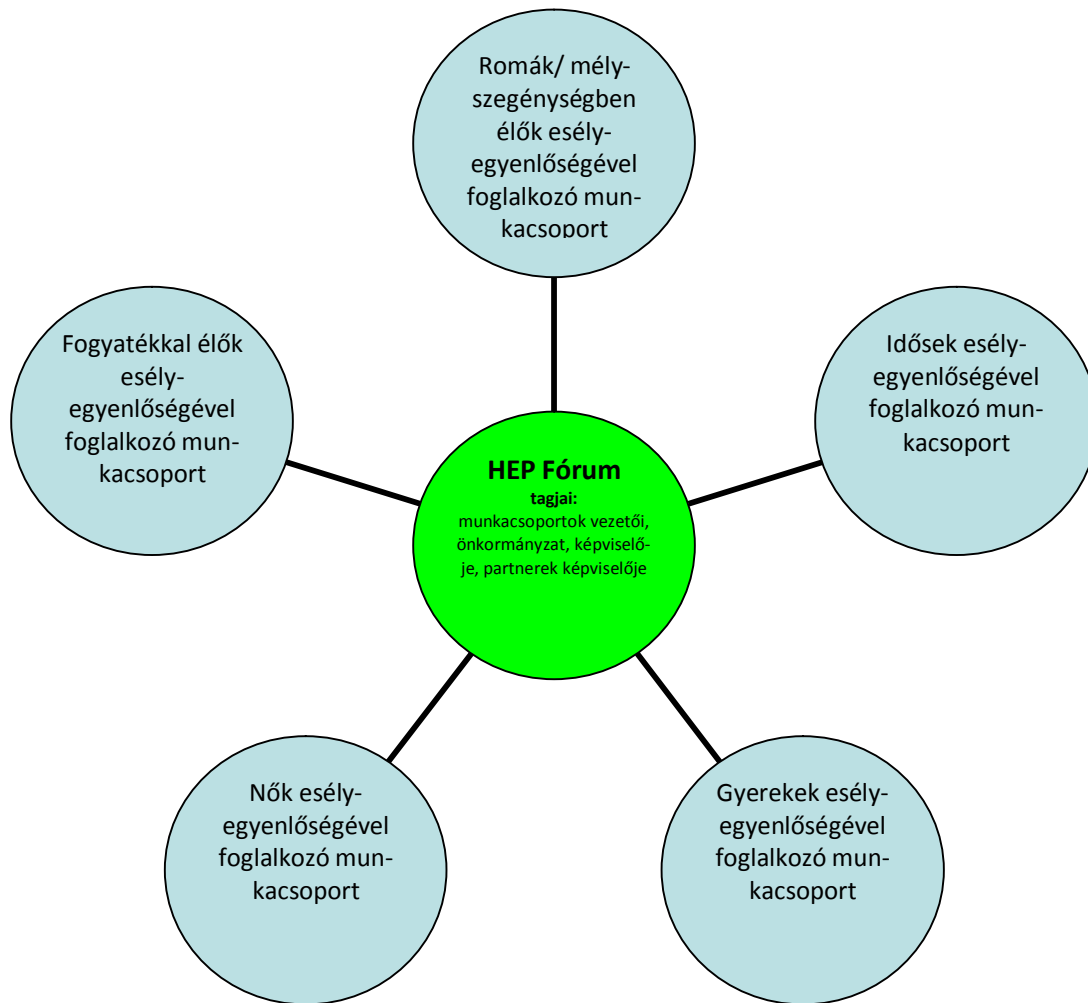 Romák/ mély-
szegénységben
élők esély-
egyenlőségével
foglalkozó mun-
kacsoport
Fogyatékkal élők
esély-
egyenlőségével
foglalkozó mun-
kacsoport
Idősek esély-
egyenlőségével
foglalkozó mun-
kacsoport
HEP Fórum
tagjai:
munkacsoportok vezetői,
önkormányzat, képviselő-
je, partnerek képviselője
Nők esély-
egyenlőségével
foglalkozó mun-
kacsoport
Gyerekek esély-
egyenlőségével
foglalkozó mun-
kacsoport